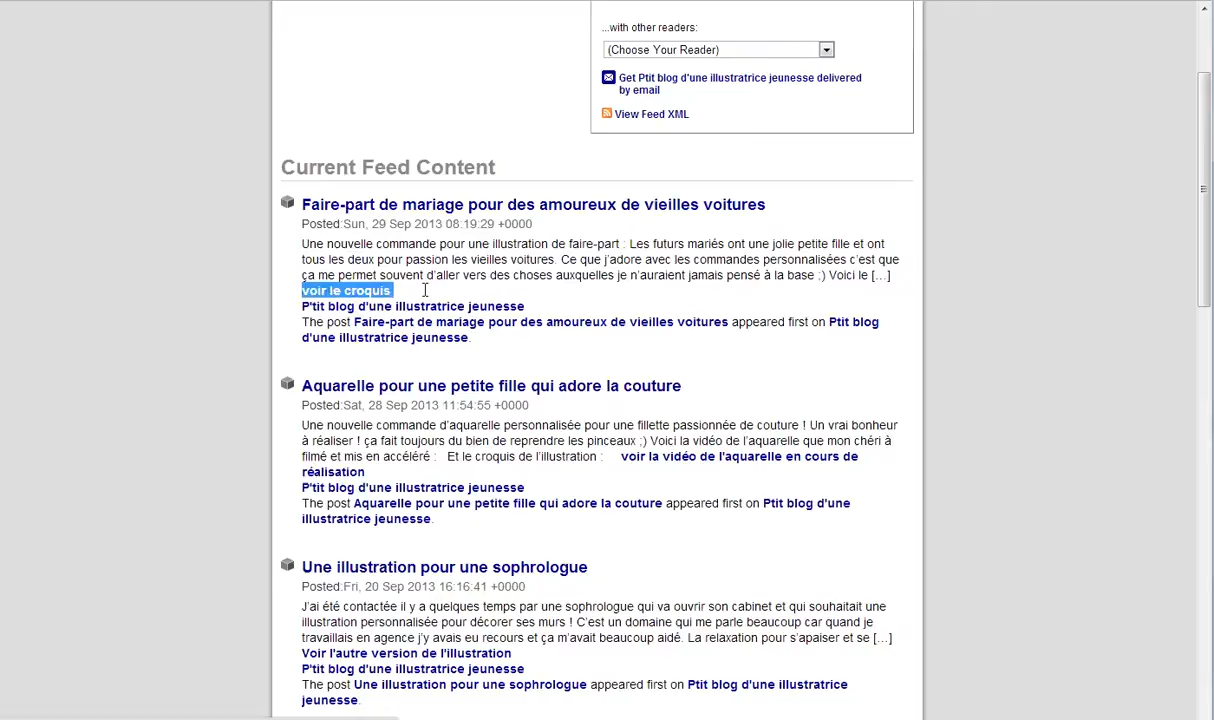 ...with other readers:
(Choose Your Reader)
Get Ptit blog d'une illustratrice jeunesse delivered
by email
View Feed XML
Current Feed Content
Faire-part de mariage pour des amoureux de vieilles voitures
Posted:Sun, 29 Sep 2013 08:19:29 +0000
Une nouvelle commande pour une illustration de faire-part : Les futurs mariés ont une jolie petite fille et ont
tous les deux pour passion les vieilles voitures. Ce que j’adore avec les commandes personnalisées c’est que
ça me permet souvent d’aller vers des choses auxquelles je n’auraient jamais pensé à la base :) Voici le [...]
voir le croquis
P'tit blog d'une illustratrice jeunesse
The post Faire-part de mariage pour des amoureux de vieilles voitures appeared first on Ptit blog
d'une illustratrice jeunesse.
Aquarelle pour une petite fille qui adore la couture
Posted:Sat, 28 Sep 2013 11:54:55 +0000
Une nouvelle commande d’aquarelle personnalisée pour une fillette passionnée de couture ! Un vrai bonheur
à réaliser ! ça fait toujours du bien de reprendre les pinceaux ;) Voici la vidéo de l’aquarelle que mon chéri à
filmé et mis en accéléré : Et le croquis de l’illustration : voir la vidéo de l'aquarelle en cours de
réalisation
P'tit blog d'une illustratrice jeunesse
The post Aquarelle pour une petite fille qui adore la couture appeared first on Ptit blog d'une
illustratrice jeunesse.
Une illustration pour une sophrologue
Posted:Fri, 20 Sep 2013 16:16:41 +0000
J’ai été contactée il y a quelques temps par une sophrologue qui va ouvrir son cabinet et qui souhaitait une
illustration personnalisée pour décorer ses murs ! C’est un domaine qui me parle beaucoup car quand je
travaillais en agence j’y avais eu recours et ça m’avait beaucoup aidé. La relaxation pour s’apaiser et se [...]
Voir l'autre version de l'illustration
P'tit blog d'une illustratrice jeunesse
The post Une illustration pour une sophrologue appeared first on Ptit blog d'une illustratrice
jeunesse.